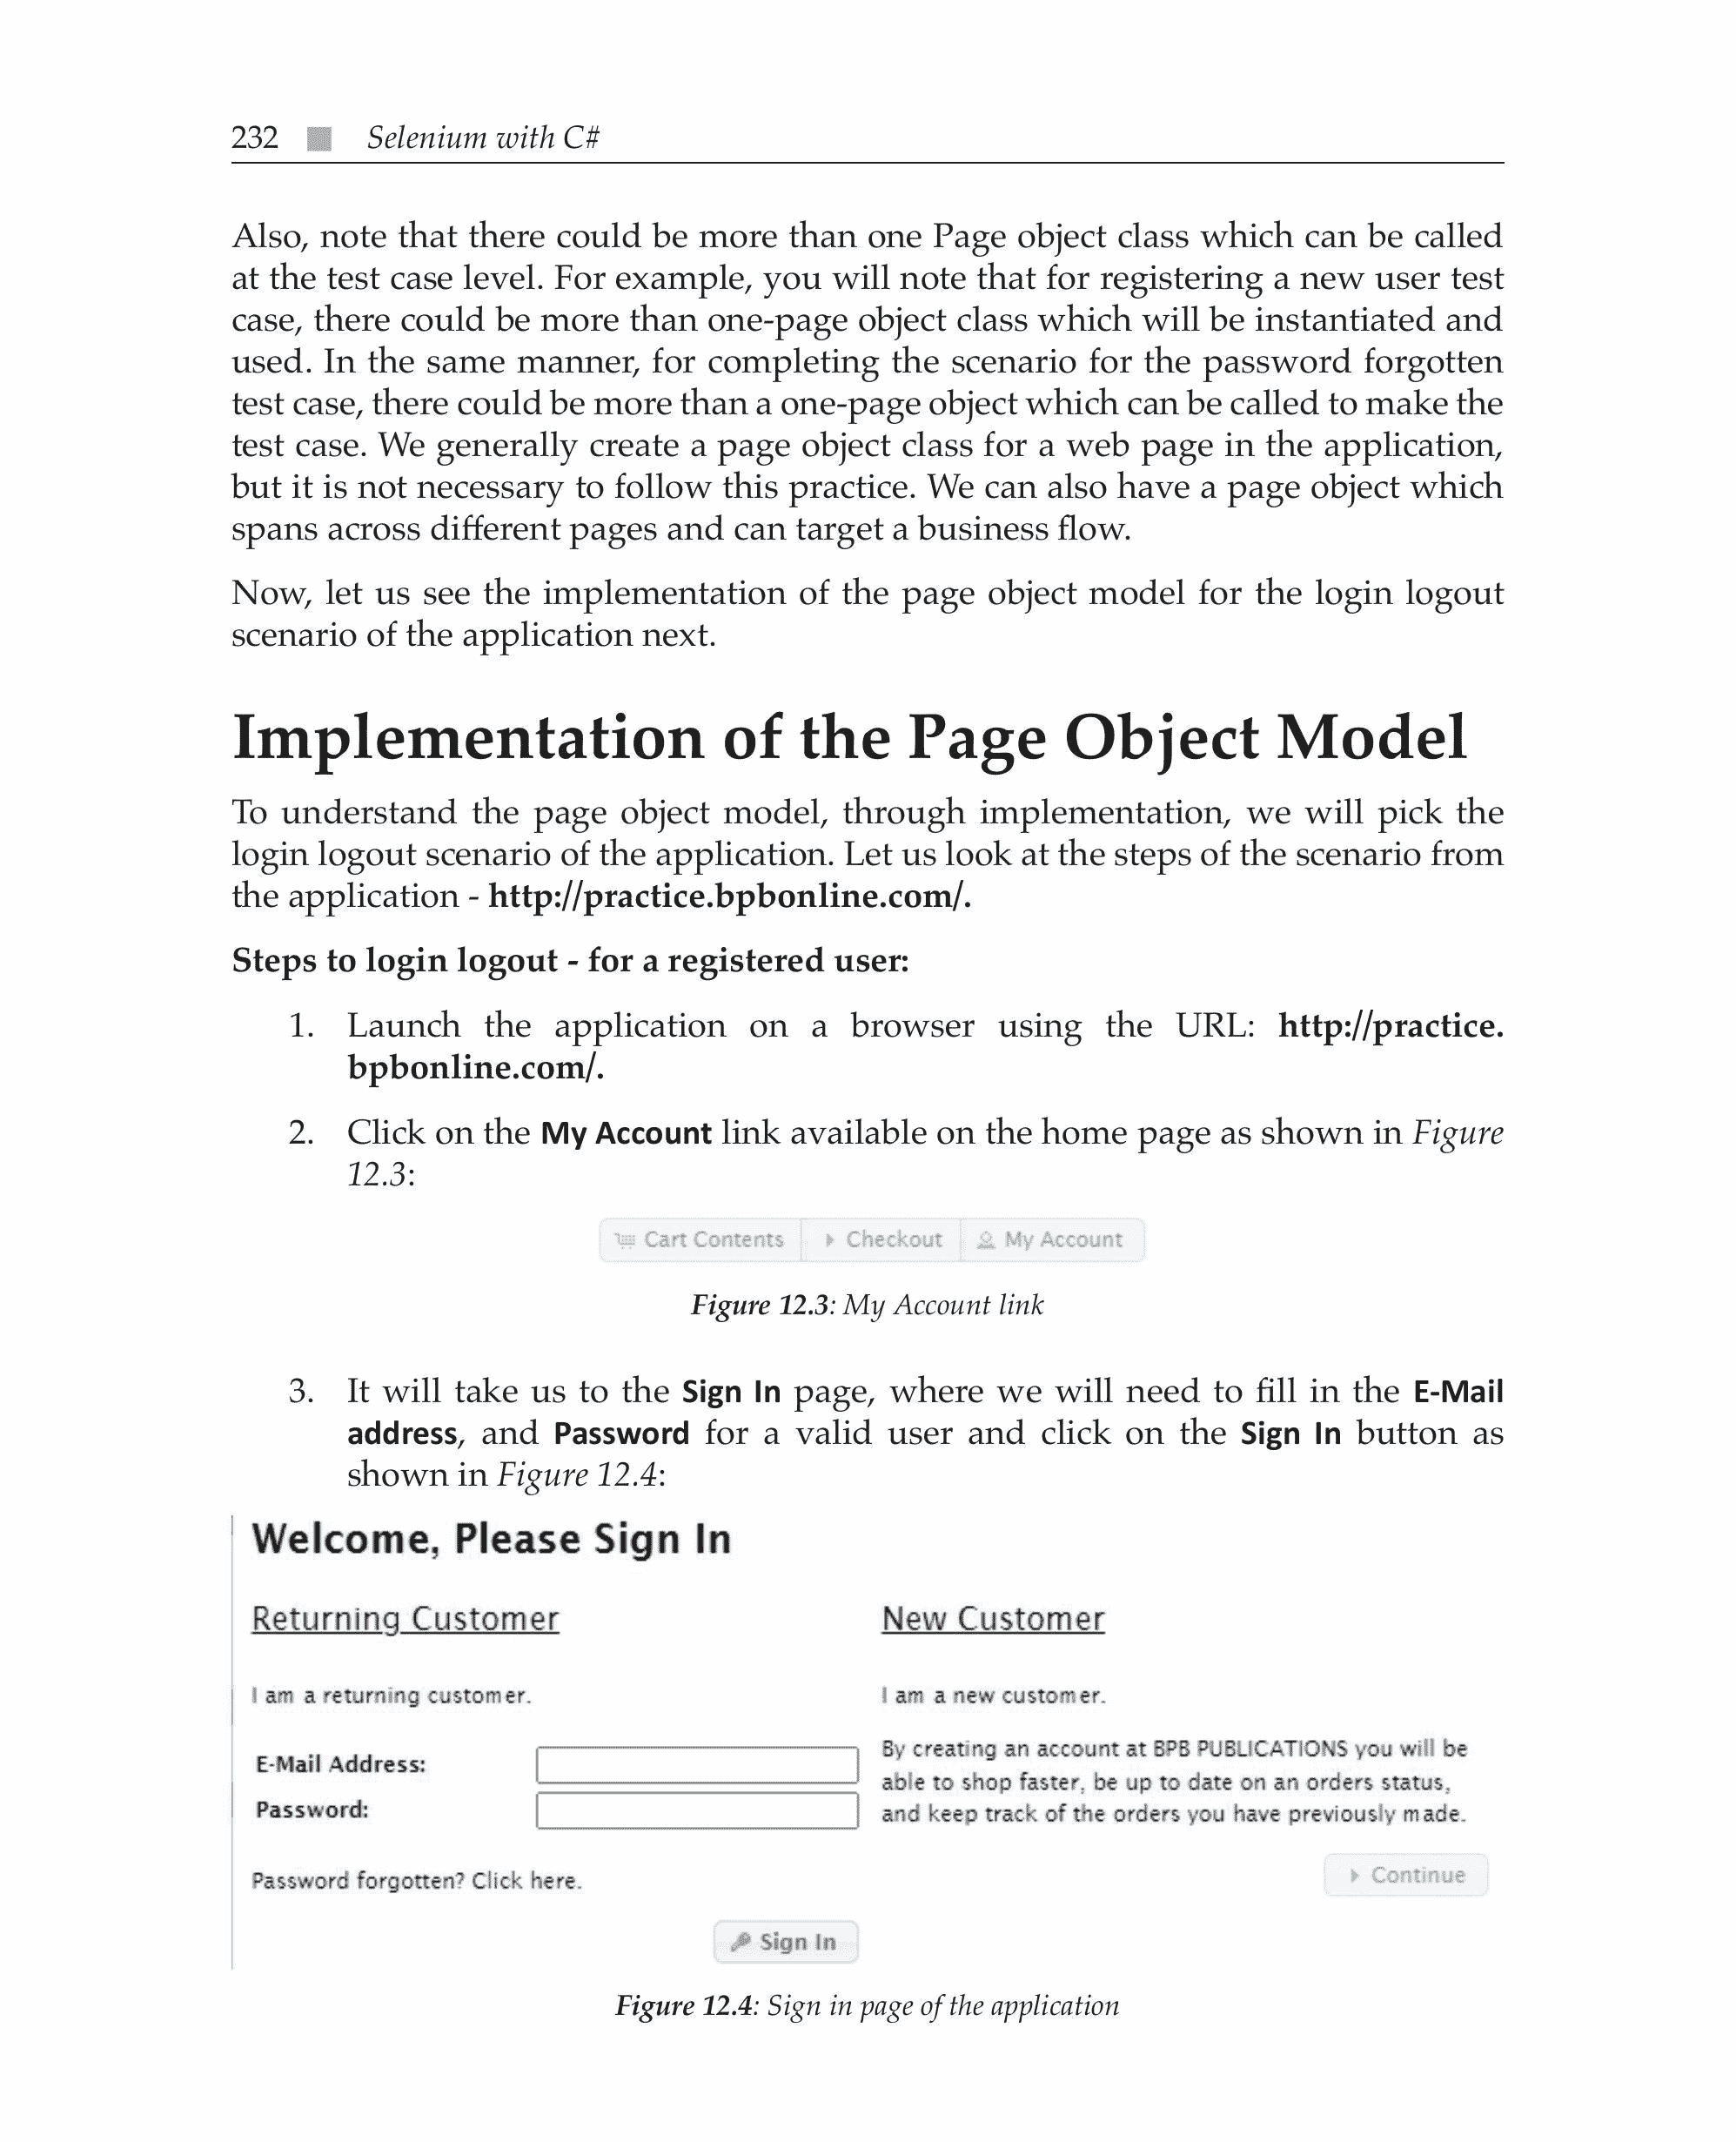 232 Selenium with C#
Also, note that there could be more than one Page object class which can be called
at the test case level. For example, you will note that for registering a new user test
case, there could be more than one-page object class which will be instantiated and
used. In the same manner, for completing the scenario for the password forgotten
test case, there could be more than a one-page object which can be called to make the
test case. We generally create a page object class for a web page in the application,
but it is not necessary to follow this practice. We can also have a page object which
spans across different pages and can target a business flow.
Now, let us see the implementation of the page object model for the login logout
scenario of the application next.
Implementation of the Page Object Model
To understand the page object model, through implementation, we will pick the
login logout scenario of the application. Let us look at the steps of the scenario from
the application - http://practice.bpbonline.com/.
Steps to login logout - for a registered user:
1. Launch the application on a browser using the URL: http://practice.
bpbonline.com/.
2. Click on the My Account link available on the home page as shown in Figure
12.3:
Cart Contents Checkout My Account
Figure 12.3: My Account link
3. It will take us to the Sign In page, where we will need to fill in the E-Mail
address, and Password for a valid user and click on the Sign In button as
shown in Figure 12.4:
Welcome, Please Sign In
Returning Customer
I am a returning customer.
E-Mail Address:
Password:
Password forgotten? Click here.
Sign In
New Customer
I am a new customer.
By creating an account at BPB PUBLICATIONS you will be
able to shop faster, be up to date on an orders status,
and keep track of the orders you have previously made.
Continue
Figure 12.4: Sign in page of the application